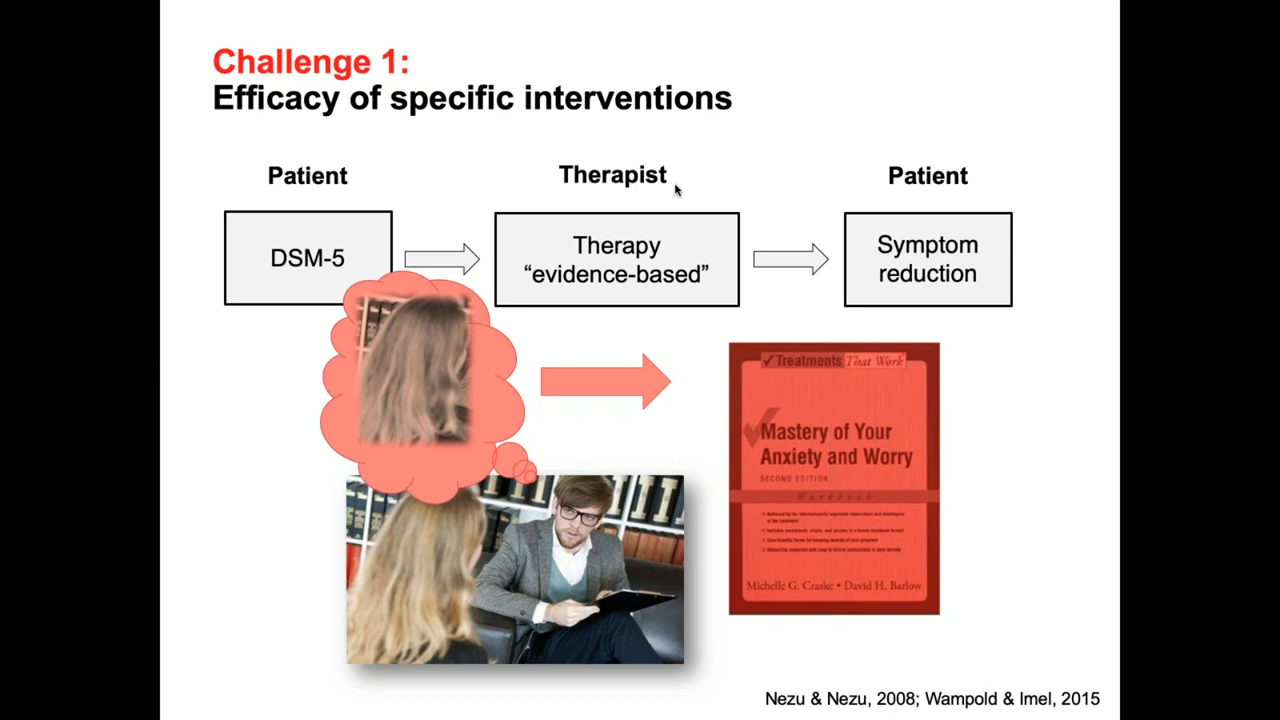 Challenge 1:
Efficacy of specific interventions
Patient
Therapist
Patient
DSM-5
Therapy
“evidence-based”
Symptom
reduction
✓Treatments That Work
Mastery of Your
Anxiety and Worry
SECOND EDITION
Workbook
Michelle G. Craske • David H. Barlow
Nezu & Nezu, 2008; Wampold & Imel, 2015